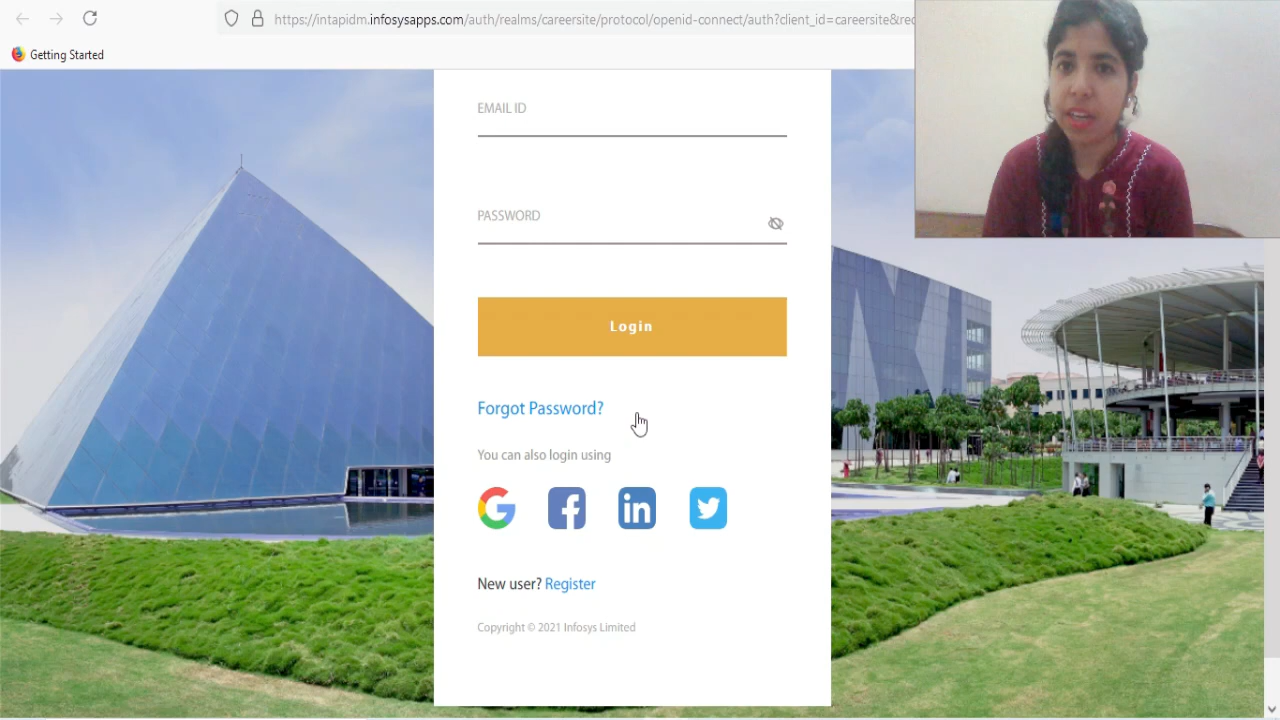 https://intapidm.infosysapps.com/auth/realms/careersite/protocol/openid-connect/auth?client_id=careersite&rec
Getting Started
EMAIL ID
PASSWORD
Login
Forgot Password?
You can also login using
New user? Register
Copyright © 2021 Infosys Limited